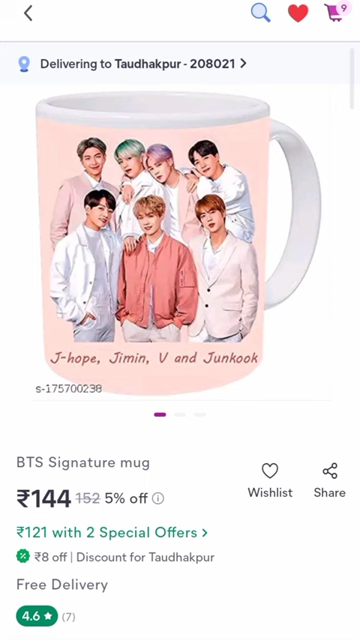 9
Delivering to Taudhakpur - 208021
J-hope, Jimin, V and Junkook
s-175700238
BTS Signature mug
₹144 152 5% off
Wishlist
Share
₹121 with 2 Special Offers
₹8 off | Discount for Taudhakpur
Free Delivery
4.6 ★ (7)